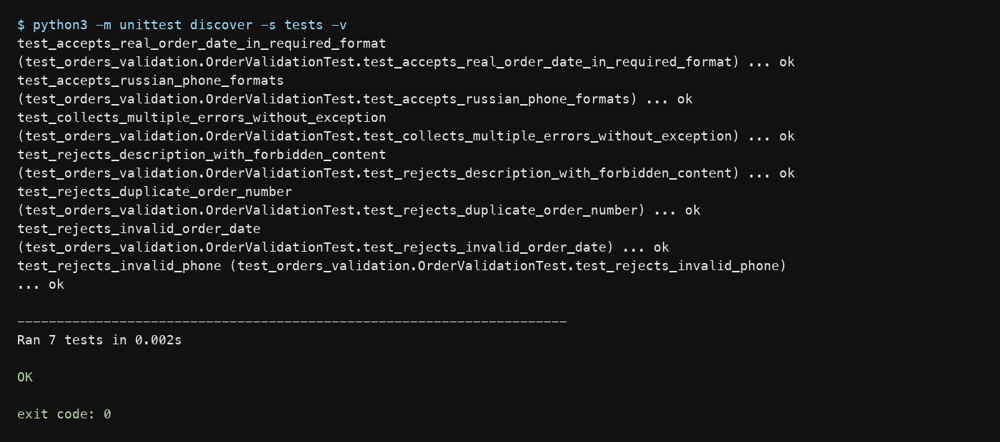 $ python3 -m unittest discover -s tests -v
test_accepts_real_order_date_in_required_format
(test_orders_validation.OrderValidationTest.test_accepts_real_order_date_in_required_format) ... ok
test_accepts_russian_phone_formats
(test_orders_validation.OrderValidationTest.test_accepts_russian_phone_formats) ... ok
test_collects_multiple_errors_without_exception
(test_orders_validation.OrderValidationTest.test_collects_multiple_errors_without_exception) ... ok
test_rejects_description_with_forbidden_content
(test_orders_validation.OrderValidationTest.test_rejects_description_with_forbidden_content) ... ok
test_rejects_duplicate_order_number
(test_orders_validation.OrderValidationTest.test_rejects_duplicate_order_number) ... ok
test_rejects_invalid_order_date
(test_orders_validation.OrderValidationTest.test_rejects_invalid_order_date) ... ok
test_rejects_invalid_phone (test_orders_validation.OrderValidationTest.test_rejects_invalid_phone)
... ok
----------------------------------------------------------------------
Ran 7 tests in 0.002s
OK
exit code: 0